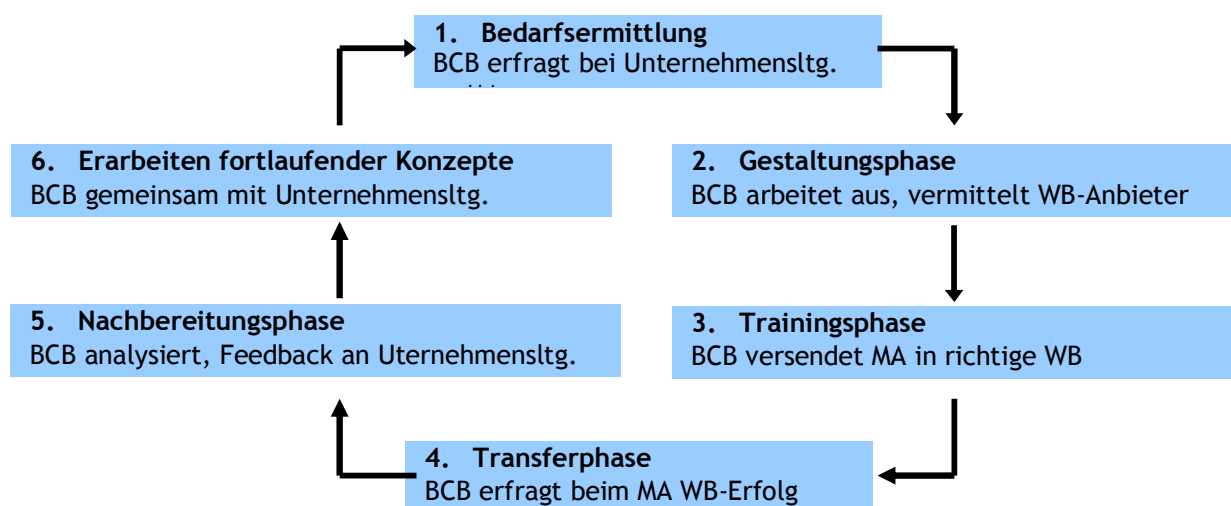 1. Bedarfsermittlung
BCB erfragt bei Unternehmensltg.
2. Gestaltungsphase
BCB arbeitet aus, vermittelt WB-Anbieter
3. Trainingsphase
BCB versendet MA in richtige WB
4. Transferphase
BCB erfragt beim MA WB-Erfolg
5. Nachbereitungsphase
BCB analysiert, Feedback an Uternehmensltg.
6. Erarbeiten fortlaufender Konzepte
BCB gemeinsam mit Unternehmensltg.